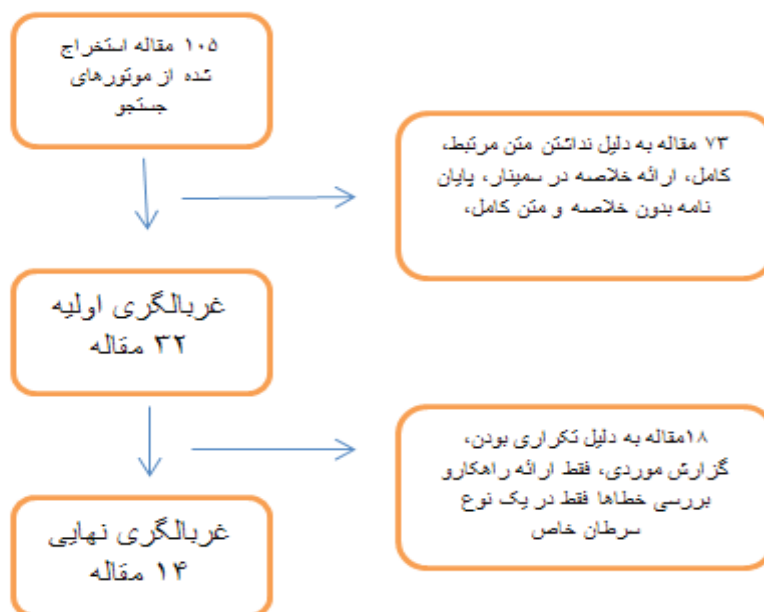 ۱۰۵ مقاله استخراج
شده از موتورهای
جستجو
۷۳ مقاله به دلیل نداشتن متن مرتبط،
کامل، ارائه خلاصه در سمینار، پایان
نامه بدون خلاصه و متن کامل،
غربالگری اولیه
۳۲ مقاله
۱۸مقاله به دلیل تکراری بودن،
گزارش موردی، فقط ارائه راهکارو
بررسی خطاها فقط در یک نوع
سرطان خاص
غربالگری نهایی
۱۴ مقاله